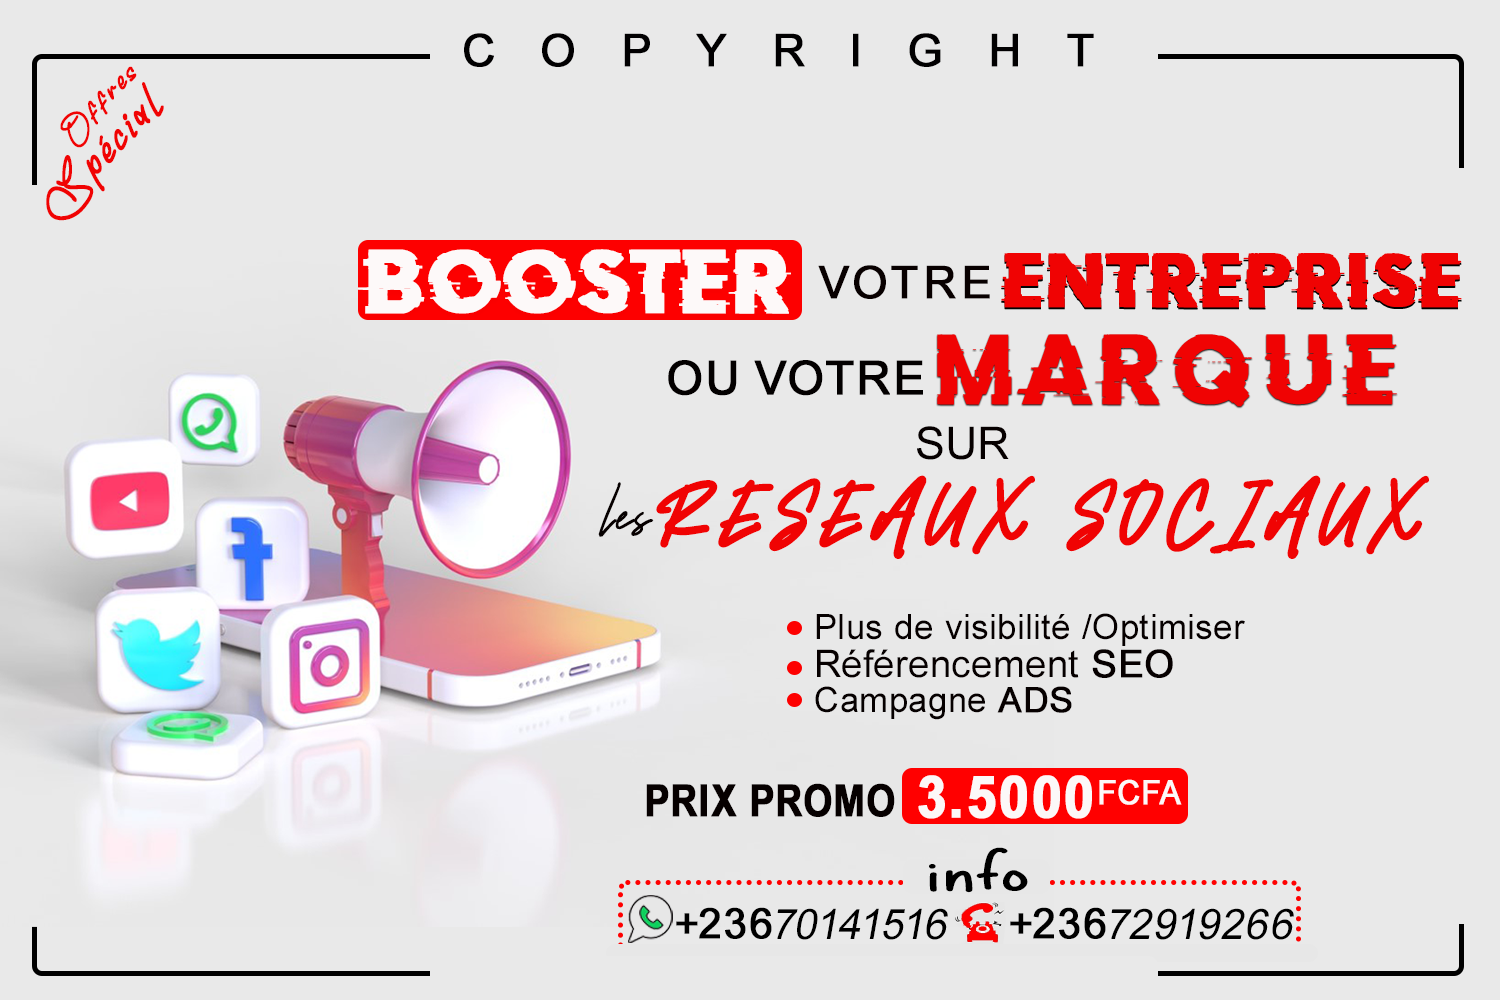 COPYRIGHT
Offres
Spécial
BOOSTER VOTRE ENTREPRISE
OU VOTRE MARQUE
SUR
les RESEAUX SOCIAUX
Plus de visibilité /Optimiser
Référencement SEO
Campagne ADS
PRIX PROMO 3.5000 FCFA
info
+23670141516 +23672919266